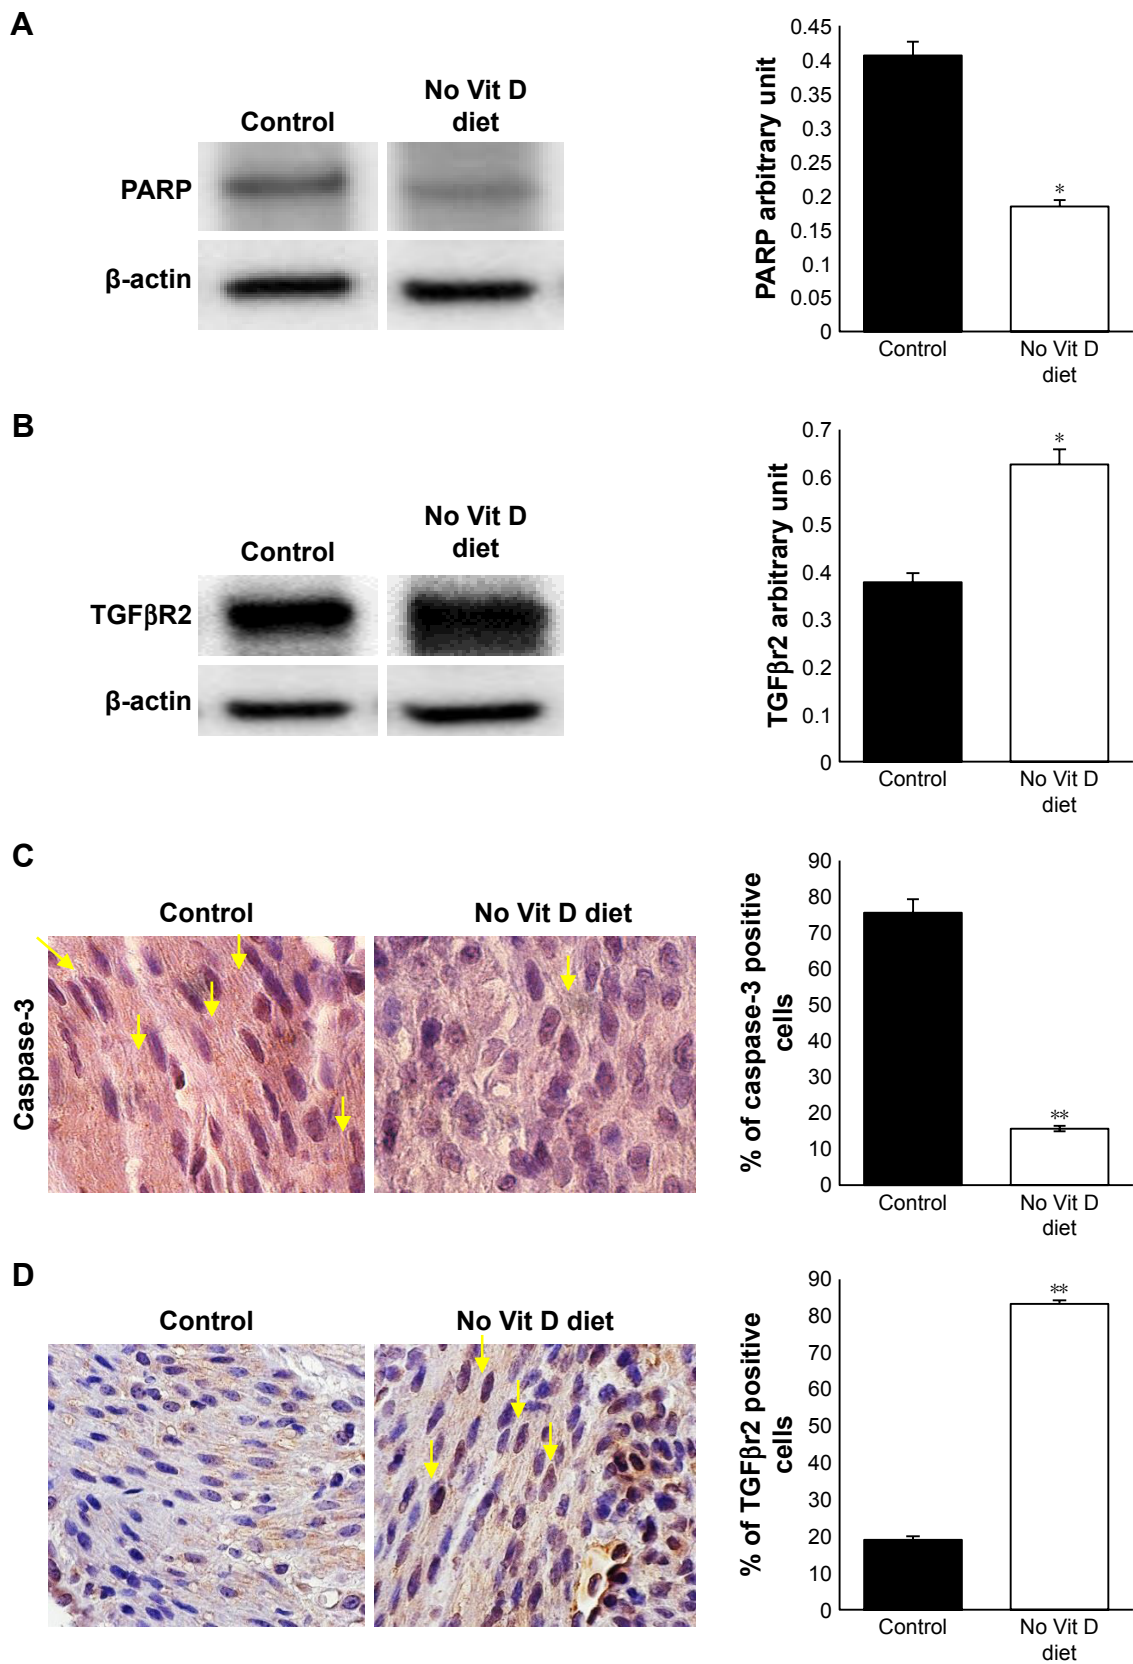 A
Control
No Vit D
diet
PARP
β-actin
PARP arbitrary unit
0.45
0.4
0.35
0.3
0.25
0.2
0.15
0.1
0.05
0
*
Control
No Vit D
diet
B
Control
No Vit D
diet
TGFβR2
β-actin
TGFβr2 arbitrary unit
0.7
0.6
0.5
0.4
0.3
0.2
0.1
0
*
Control
No Vit D
diet
C
Control
No Vit D diet
Caspase-3
% of caspase-3 positive
cells
90
80
70
60
50
40
30
20
10
0
**
Control
No Vit D
diet
D
Control
No Vit D diet
% of TGFβr2 positive
cells
90
80
70
60
50
40
30
20
10
0
**
Control
No Vit D
diet